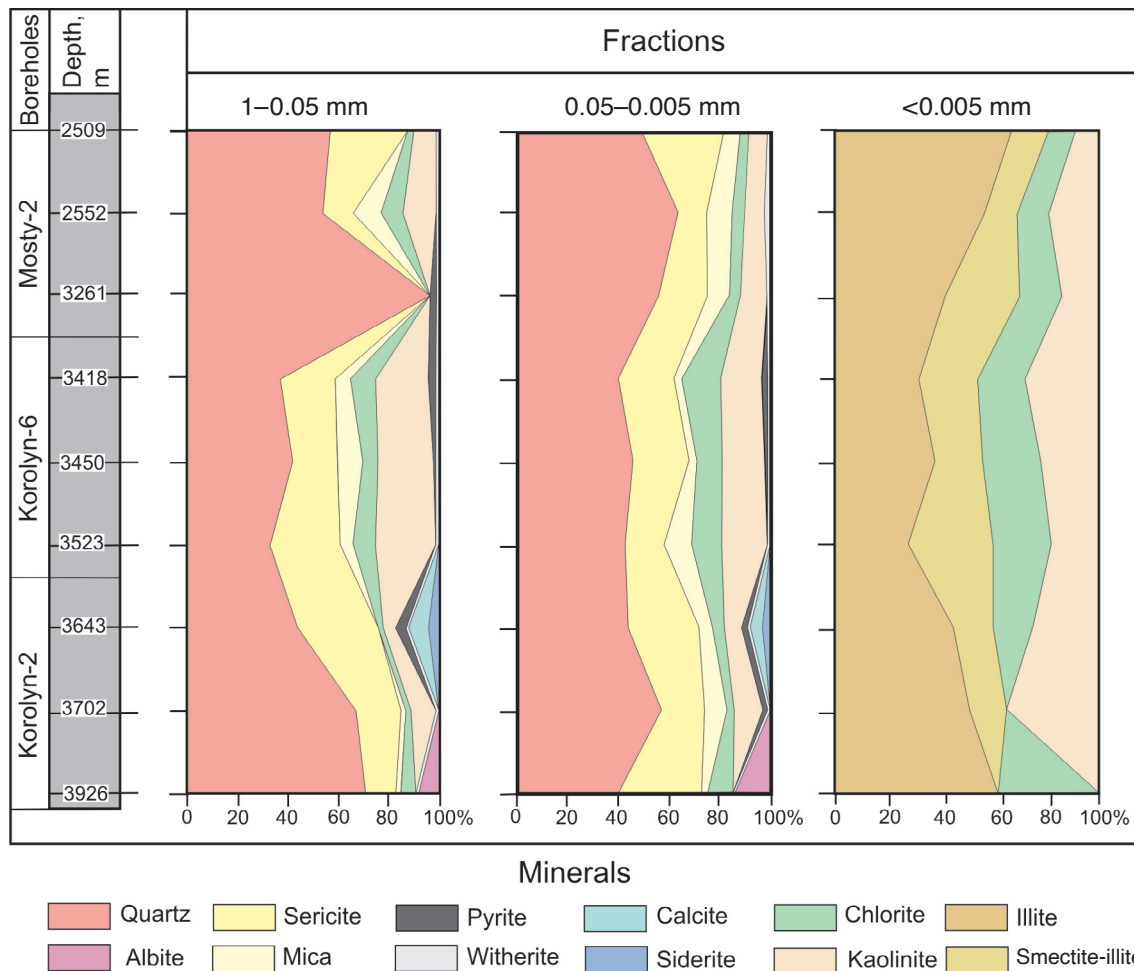 Boreholes
Depth, m
Fractions
1–0.05 mm
0.05–0.005 mm
<0.005 mm
Mosty-2
Korolyn-6
Korolyn-2
2509
2552
3261
3418
3450
3523
3643
3702
3926
0 20 40 60 80 100%
0 20 40 60 80 100%
0 20 40 60 80 100%
Minerals
Quartz Sericite Pyrite Calcite Chlorite Illite
Albite Mica Witherite Siderite Kaolinite Smectite-illite